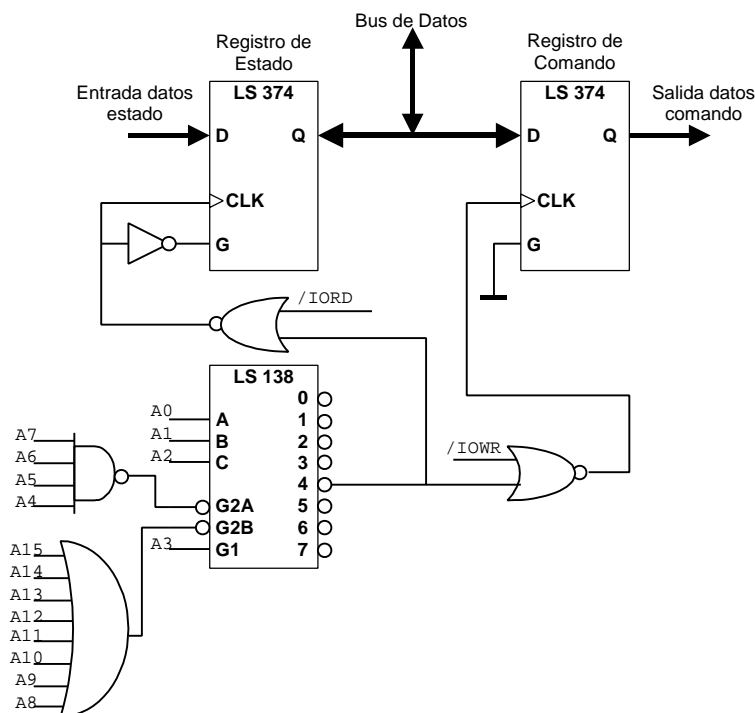 Bus de Datos
Registro de
Estado
Registro de
Comando
Entrada datos
estado
LS 374
D
Q
CLK
G
LS 374
D
Q
CLK
G
Salida datos
comando
/IORD
LS 138
A0
A1
A2
A
B
C
G2A
G2B
G1
0
1
2
3
4
5
6
7
/IOWR
A7
A6
A5
A4
A3
A15
A14
A13
A12
A11
A10
A9
A8